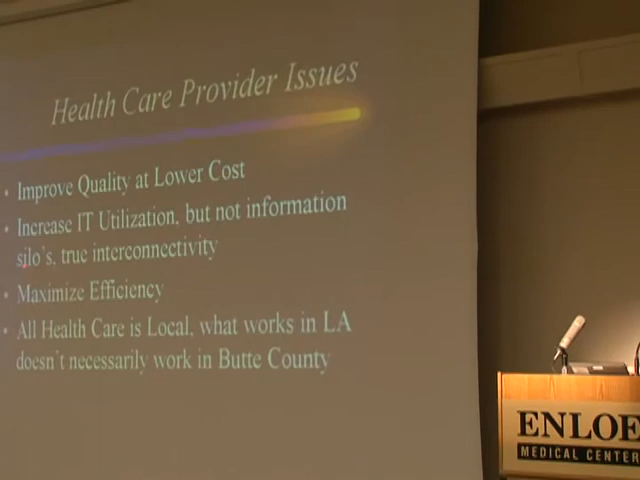 Health Care Provider Issues
• Improve Quality at Lower Cost
• Increase IT Utilization, but not information
silo's, true interconnectivity
• Maximize Efficiency
• All Health Care is Local, what works in LA
doesn't necessarily work in Butte County
ENLOE
MEDICAL CENTER